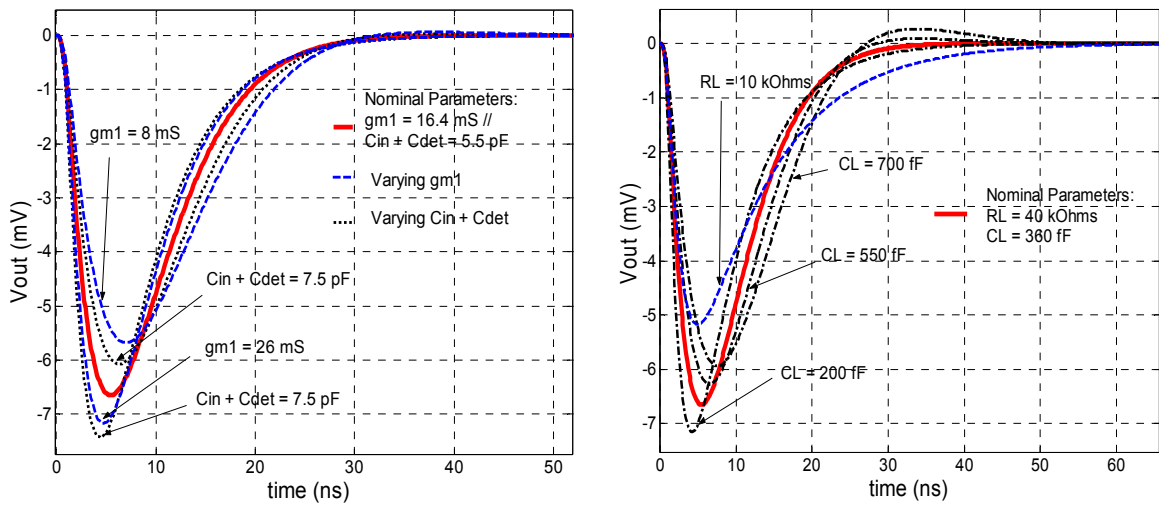 0
-1
-2
-3
-4
-5
-6
-7
Vout (mV)
0
10
20
30
40
50
time (ns)
gm1 = 8 mS
Nominal Parameters:
gm1 = 16.4 mS //
Cin + Cdet = 5.5 pF
Varying gm1
Varying Cin + Cdet
Cin + Cdet = 7.5 pF
gm1 = 26 mS
Cin + Cdet = 7.5 pF
0
-1
-2
-3
-4
-5
-6
-7
Vout (mV)
0
10
20
30
40
50
60
time (ns)
RL = 10 kOhms
CL = 700 fF
Nominal Parameters:
RL = 40 kOhms
CL = 360 fF
CL = 550 fF
CL = 200 fF